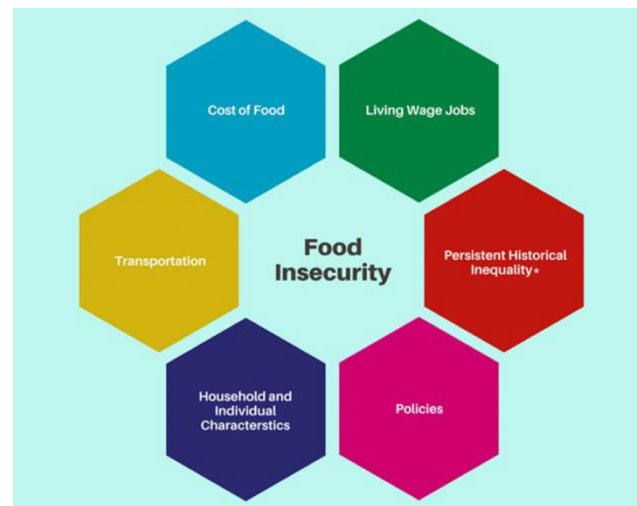 Cost of Food
Living Wage Jobs
Transportation
Food
Insecurity
Persistent Historical
Inequality*
Household and
Individual
Characterstics
Policies